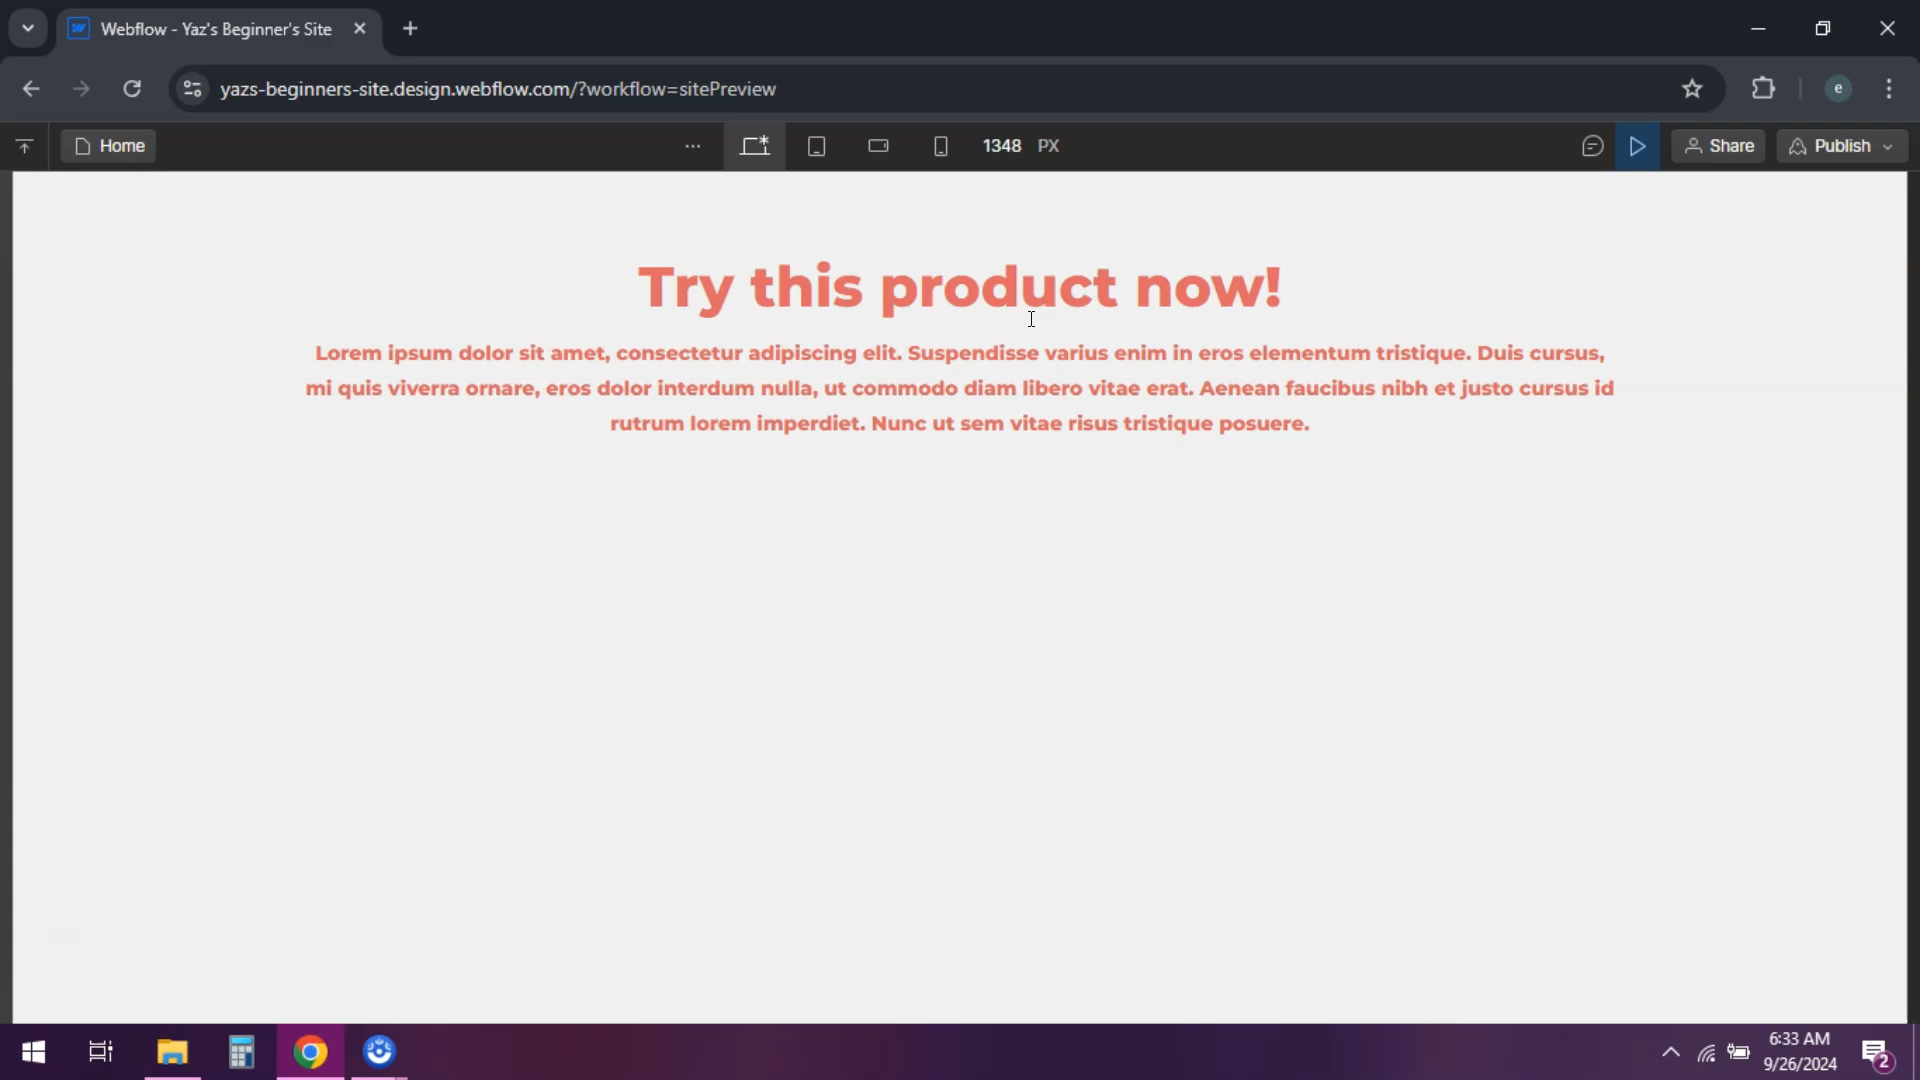 Webflow - Yaz's Beginner's Site
yazs-beginners-site.design.webflow.com/?workflow=sitePreview
e
Home
1348 PX
Share
Publish
Try this product now!
Lorem ipsum dolor sit amet, consectetur adipiscing elit. Suspendisse varius enim in eros elementum tristique. Duis cursus,
mi quis viverra ornare, eros dolor interdum nulla, ut commodo diam libero vitae erat. Aenean faucibus nibh et justo cursus id
rutrum lorem imperdiet. Nunc ut sem vitae risus tristique posuere.
6:33 AM
9/26/2024
2